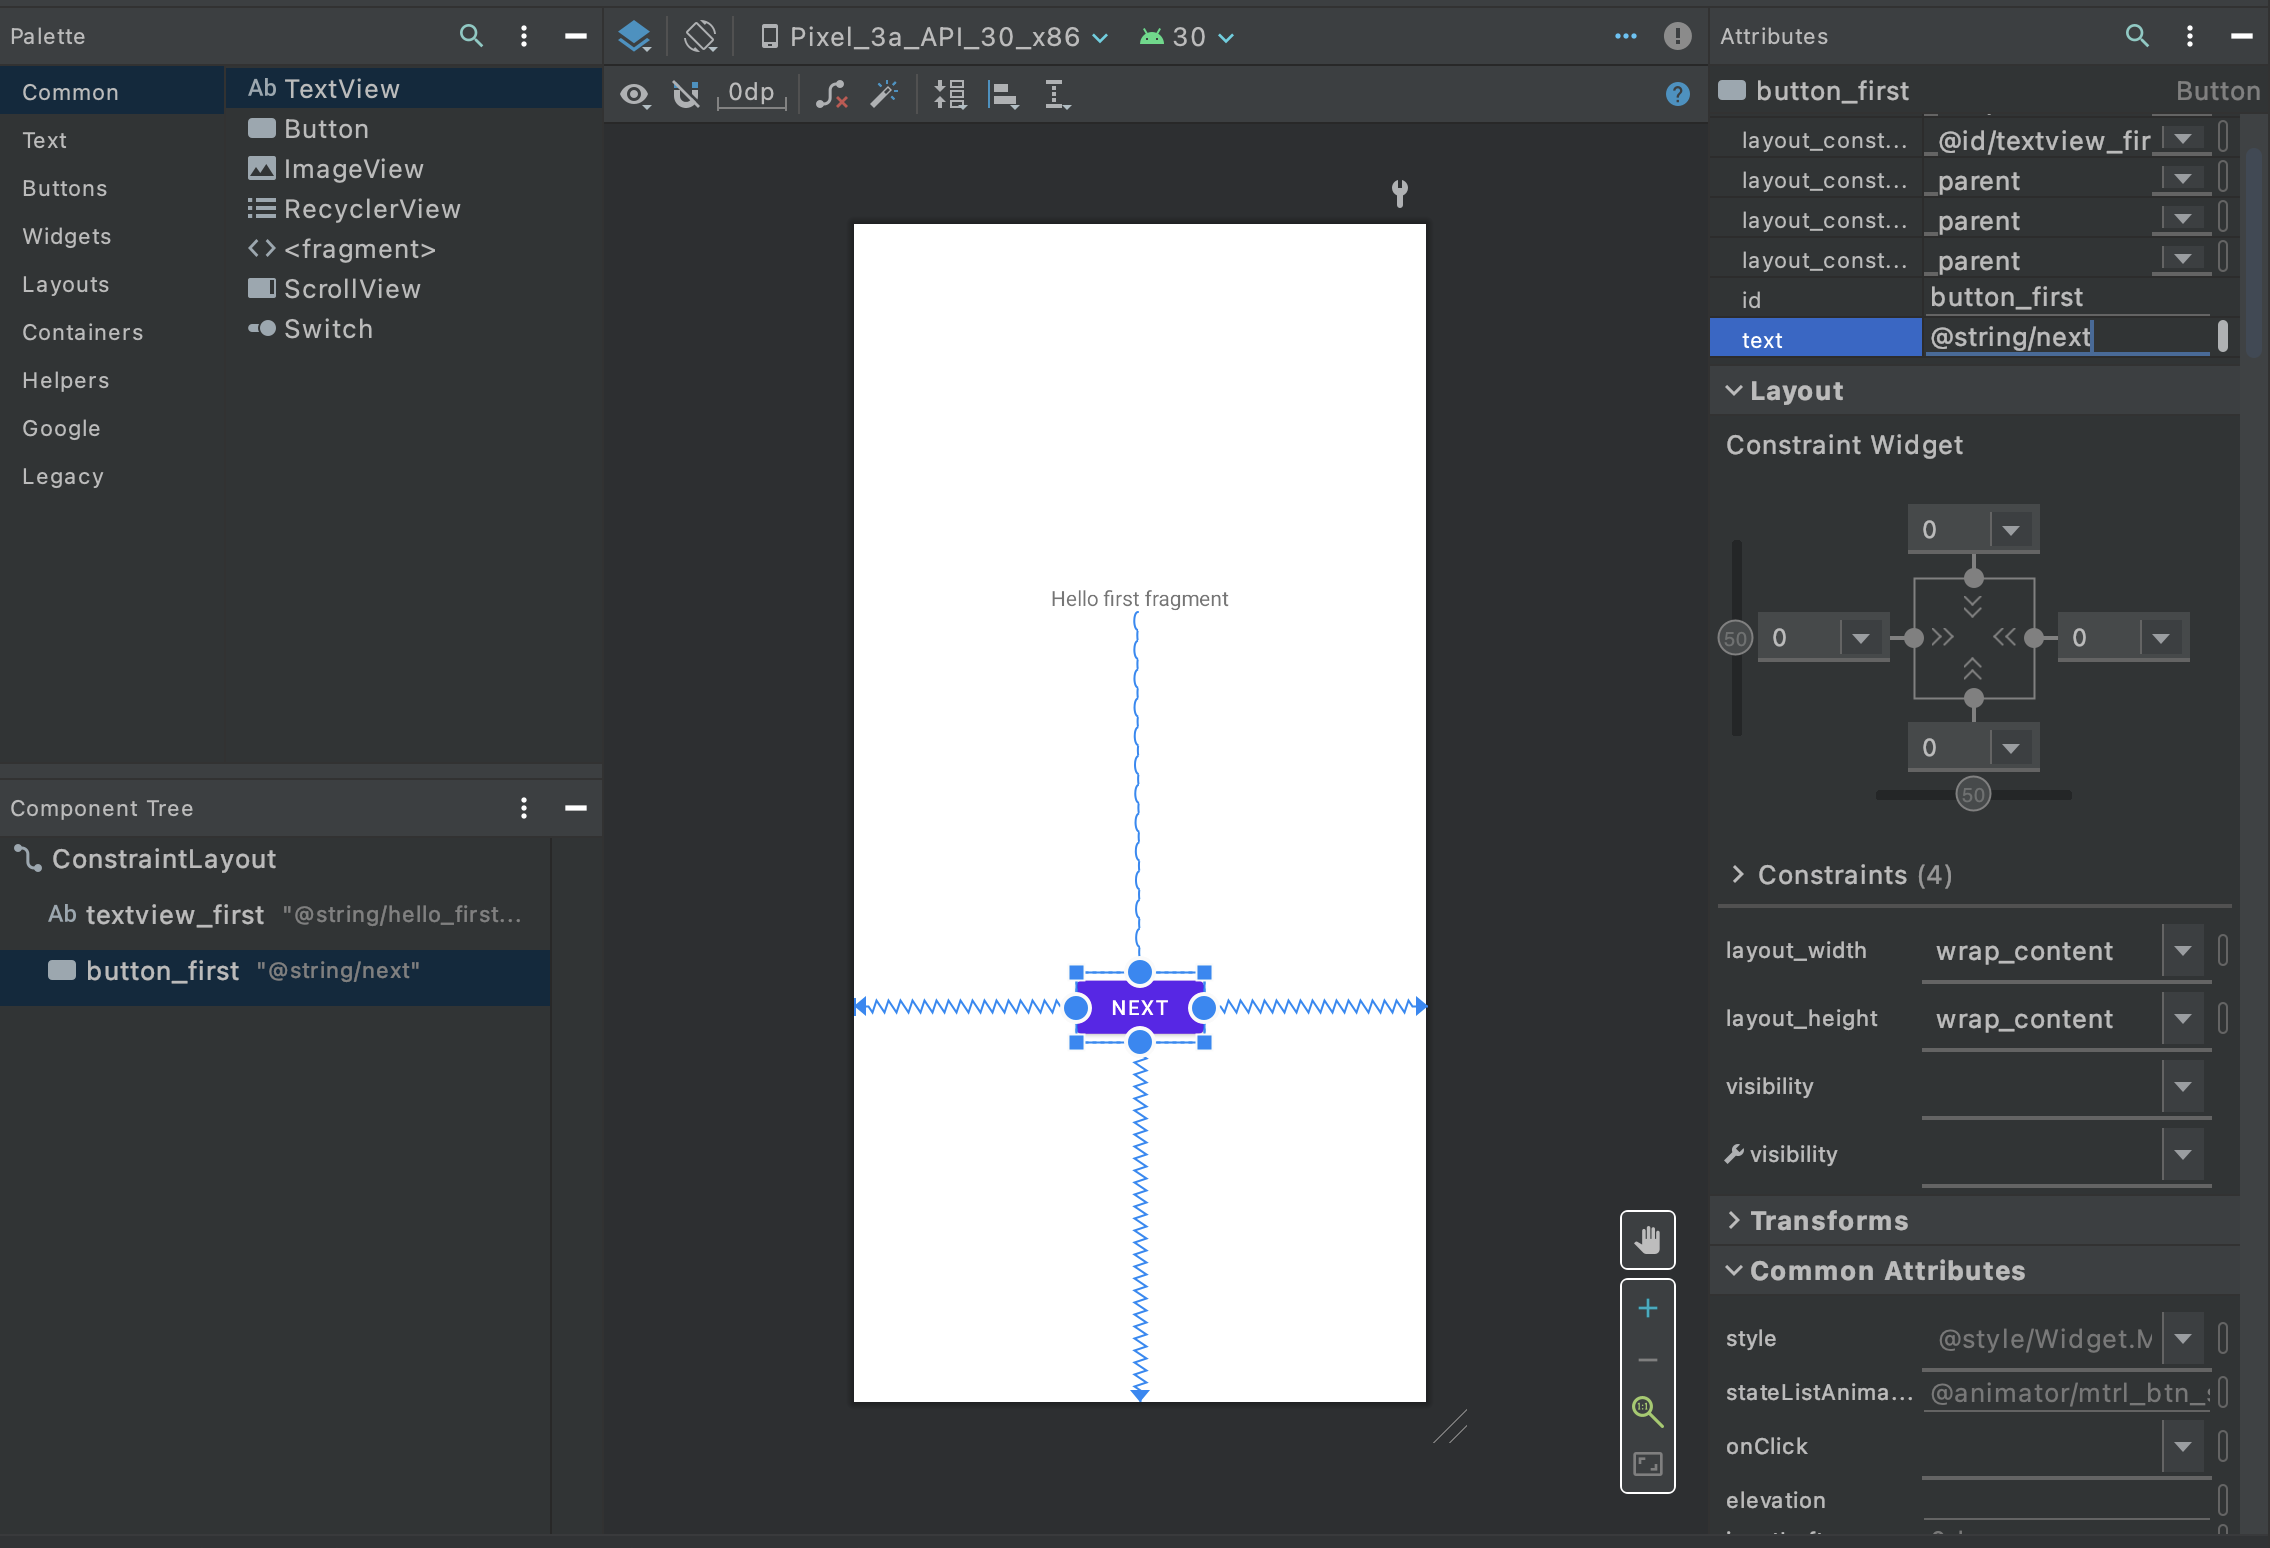 Palette
Common
Text
Buttons
Widgets
Layouts
Containers
Helpers
Google
Legacy
Ab TextView
Button
ImageView
RecyclerView
<fragment>
ScrollView
Switch
Component Tree
ConstraintLayout
Ab textview_first "@string/hello_first...
button_first "@string/next"
Pixel_3a_API_30_x86 30
0dp
Hello first fragment
NEXT
1:1
Attributes
button_first Button
layout_const... @id/textview_fir
layout_const... parent
layout_const... parent
layout_const... parent
id button_first
text @string/next
Layout
Constraint Widget
0
50 0 0
0
50
Constraints (4)
layout_width wrap_content
layout_height wrap_content
visibility
visibility
Transforms
Common Attributes
style @style/Widget.M
stateListAnima... @animator/mtrl_btn_s
onClick
elevation